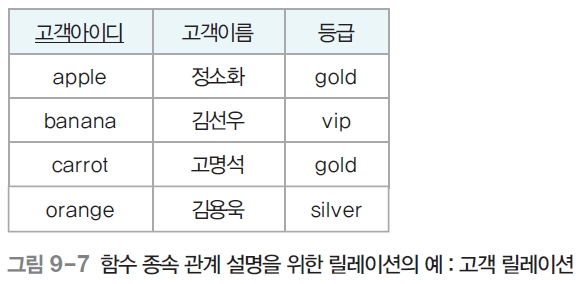 고객아이디 고객이름 등급
apple 정소화 gold
banana 김선우 vip
carrot 고명석 gold
orange 김용욱 silver
그림 9-7 함수 종속 관계 설명을 위한 릴레이션의 예 : 고객 릴레이션